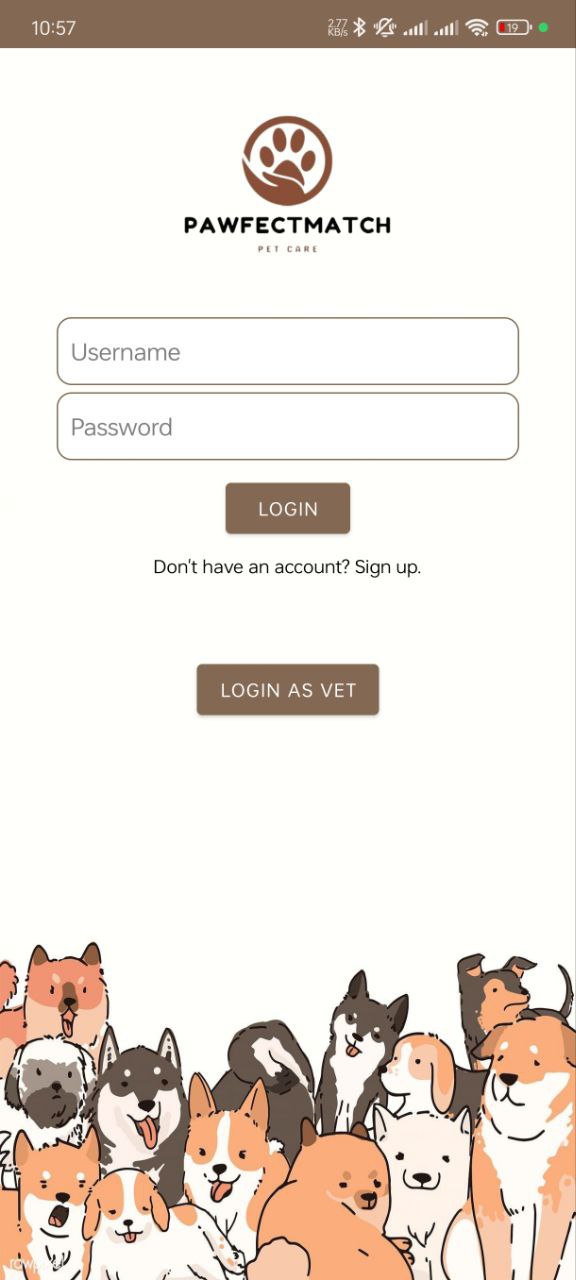 10:57
2.77
KB/s
19
PAWFECTMATCH
PET CARE
Username
Password
LOGIN
Don't have an account? Sign up.
LOGIN AS VET
rawpixel